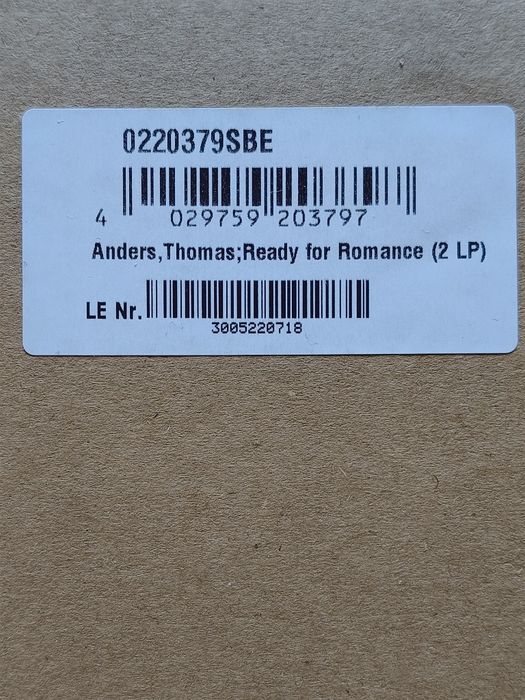 0220379SBE
4 029759 203797
Anders,Thomas;Ready for Romance (2 LP)
LE Nr.
3005220718